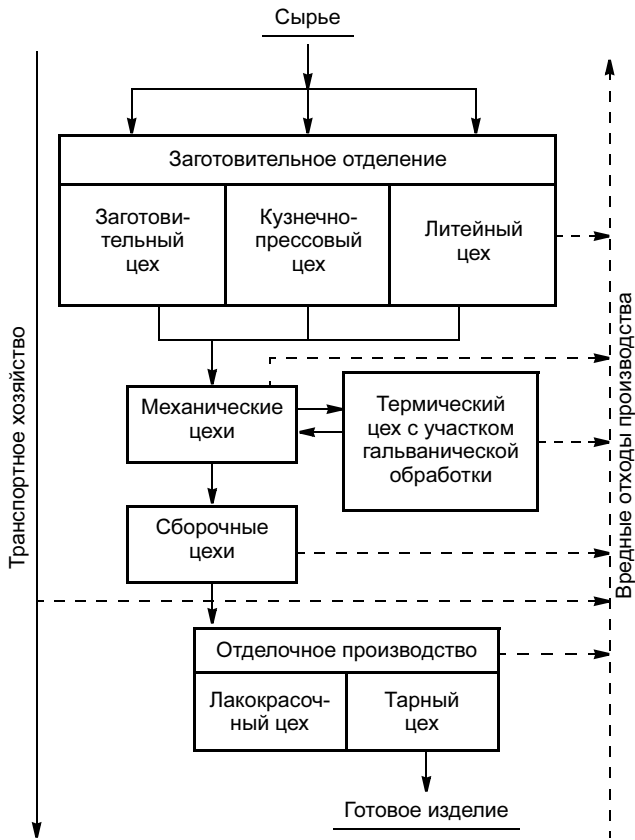 Сырье
Заготовительное отделение
Заготови-
тельный
цех
Кузнечно-
прессовый
цех
Литейный
цех
Механические
цехи
Термический
цех с участком
гальванической
обработки
Сборочные
цехи
Отделочное производство
Лакокрасоч-
ный цех
Тарный
цех
Готовое изделие
Транспортное хозяйство
Вредные отходы производства